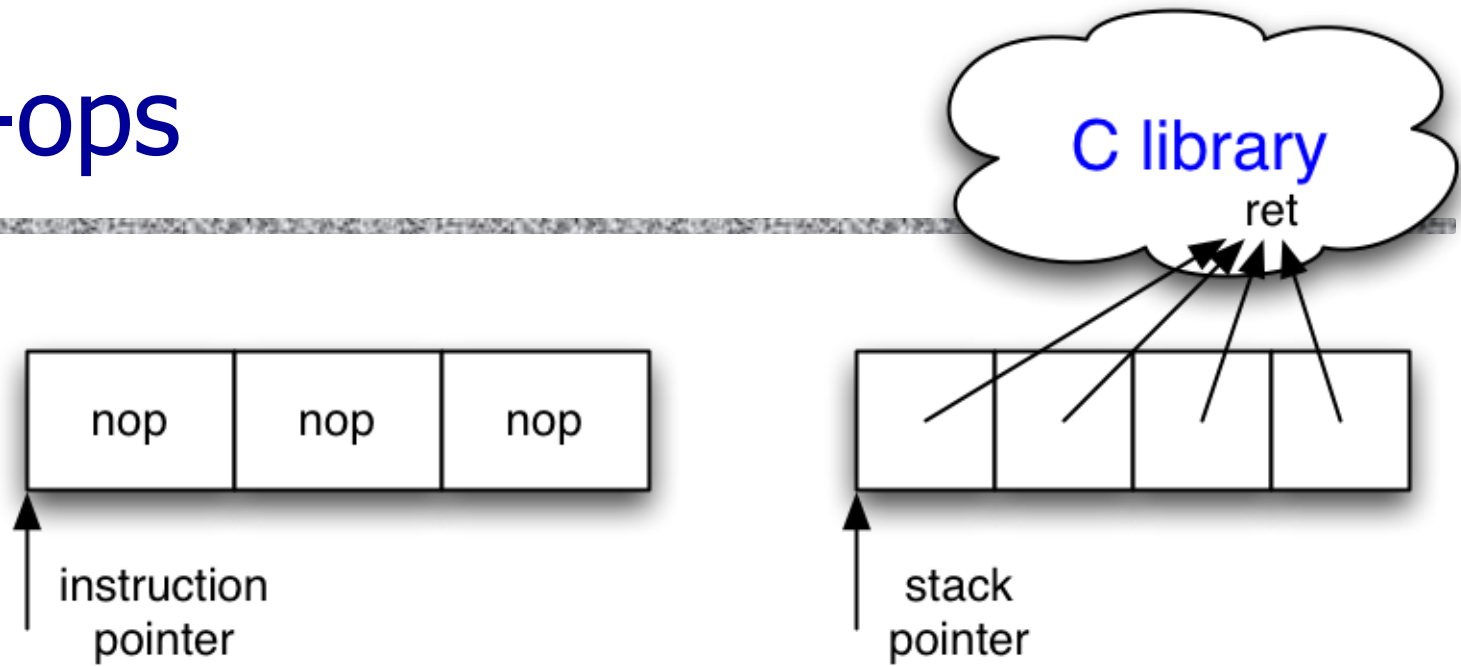 -ops
C library
ret
nop nop nop
instruction
pointer
stack
pointer